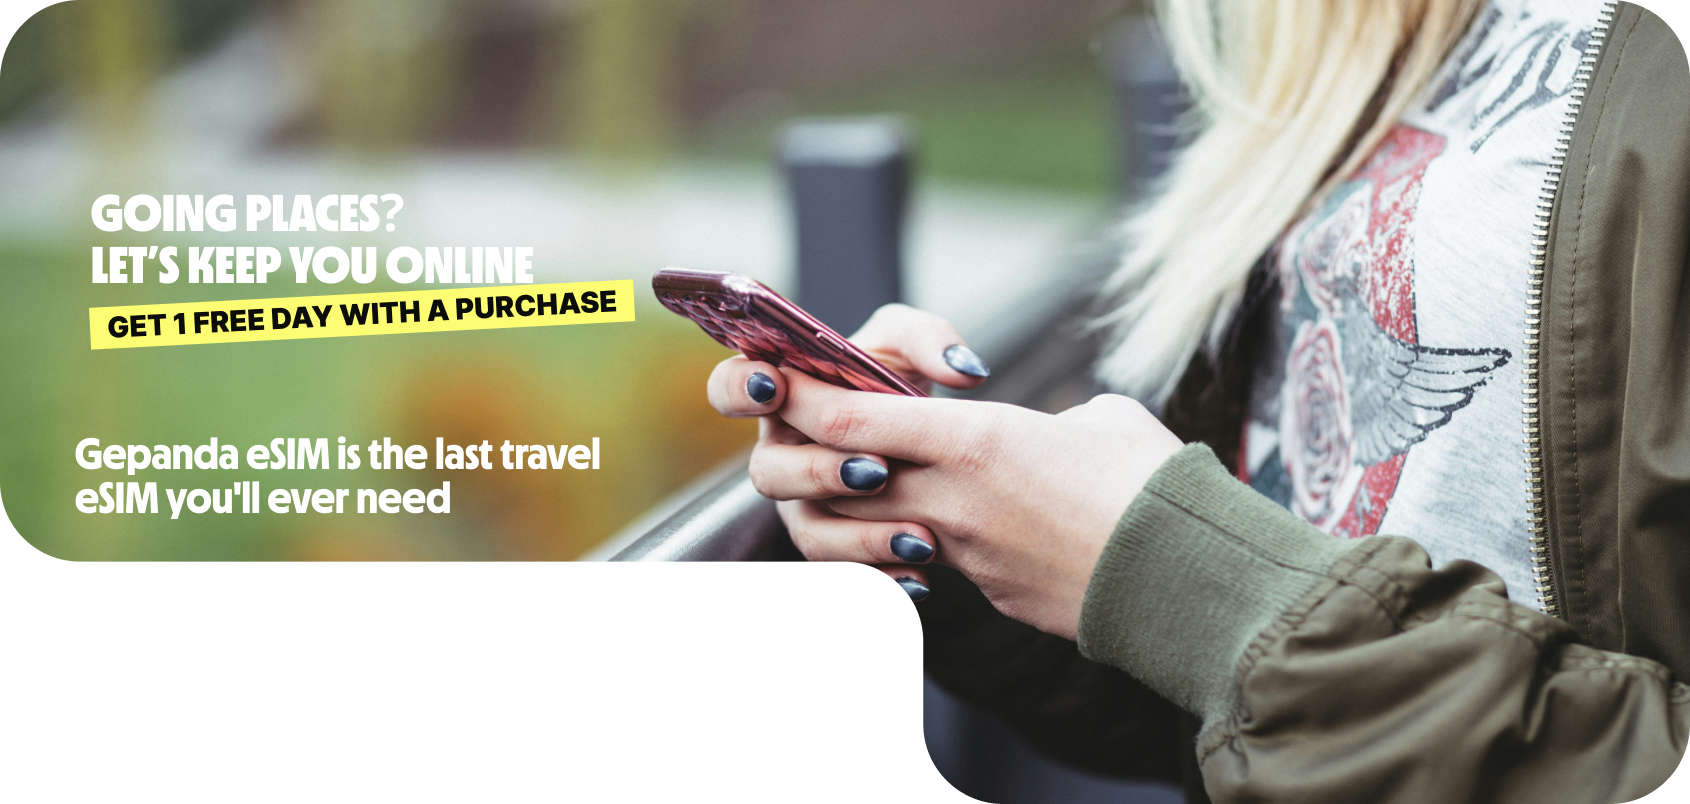 GOING PLACES?
LET'S KEEP YOU ONLINE
GET 1 FREE DAY WITH A PURCHASE
Gepanda eSIM is the last travel
eSIM you'll ever need